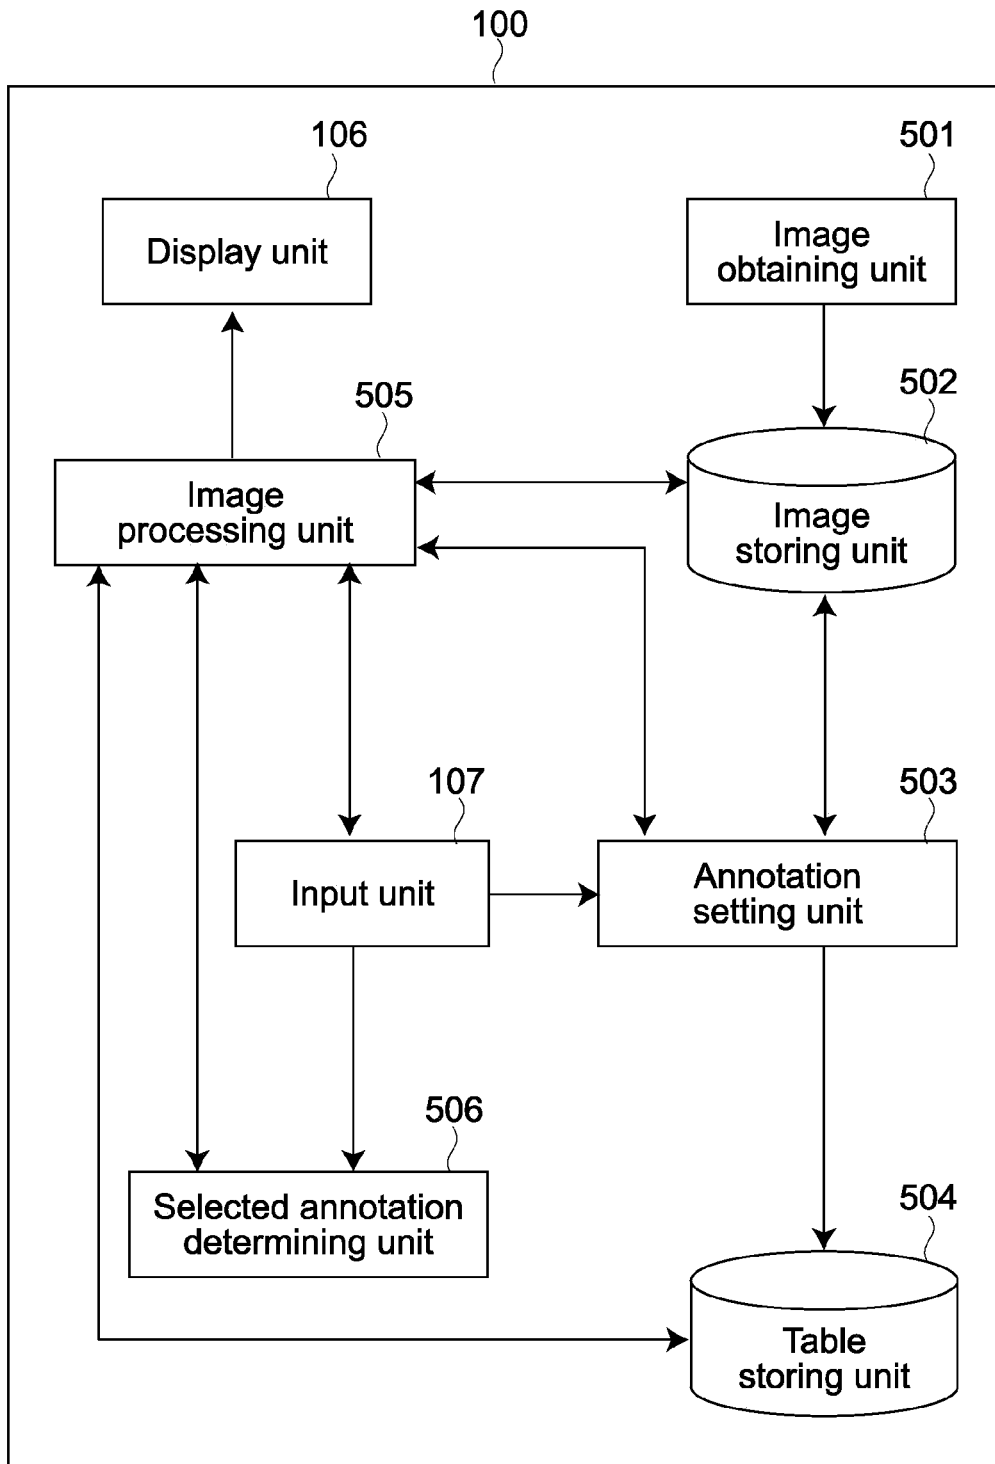 100
106
501
Display unit
Image
obtaining unit
505
502
Image
processing unit
Image
storing unit
107
503
Input unit
Annotation
setting unit
506
Selected annotation
determining unit
504
Table
storing unit